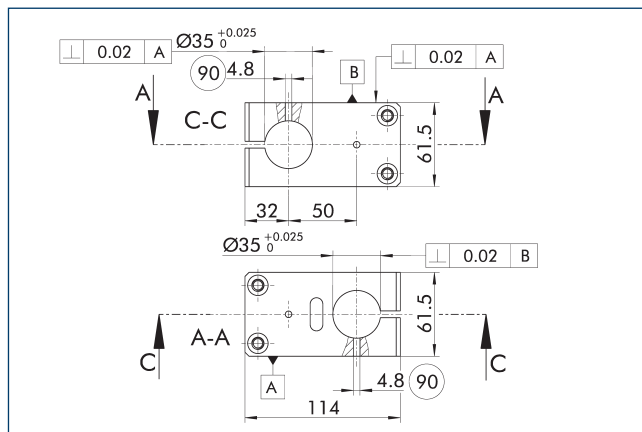 ⊥ 0.02 A
Ø35 +0.025 0
90 4.8
B
⊥ 0.02 A
A
A
C-C
61.5
32 50
Ø35 +0.025 0
⊥ 0.02 B
61.5
A-A
C
C
A
4.8 90
114